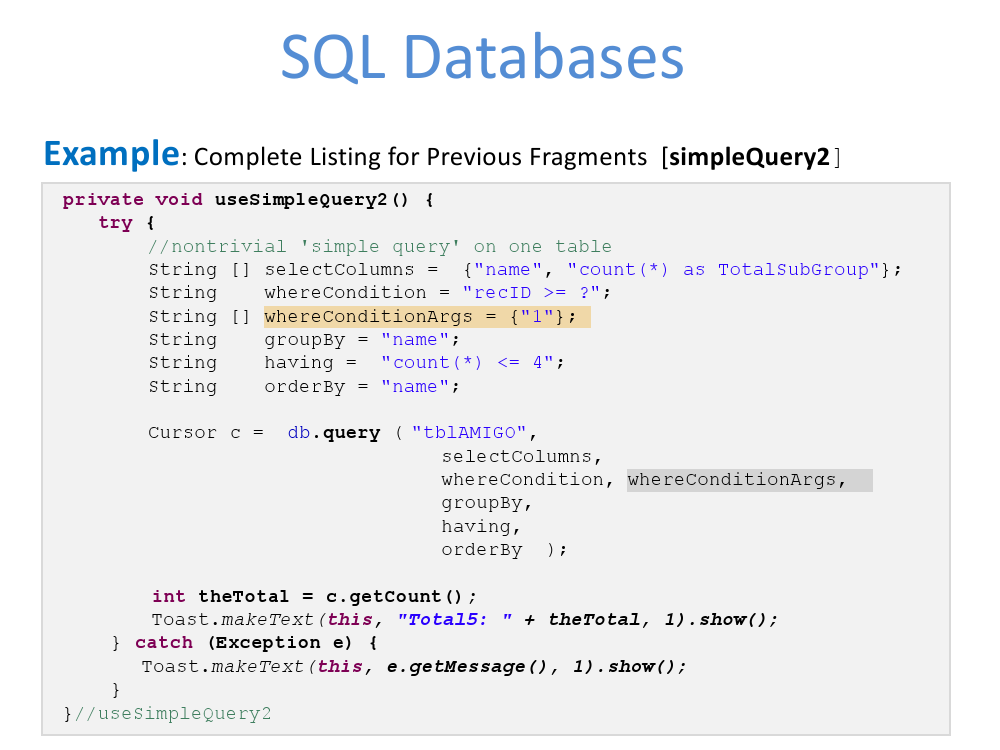 SQL Databases
Example: Complete Listing for Previous Fragments [simpleQuery2]
private void useSimpleQuery2() {
try {
//nontrivial 'simple query' on one table
String [] selectColumns = {"name", "count(*) as TotalSubGroup"};
String whereCondition = "recID >= ?";
String [] whereConditionArgs = {"1"};
String groupBy = "name";
String having = "count(*) <= 4";
String orderBy = "name";
Cursor c = db.query ( "tblAMIGO",
selectColumns,
whereCondition, whereConditionArgs,
groupBy,
having,
orderBy );
int theTotal = c.getCount();
Toast.makeText(this, "Total5: " + theTotal, 1).show();
} catch (Exception e) {
Toast.makeText(this, e.getMessage(), 1).show();
}
}//useSimpleQuery2